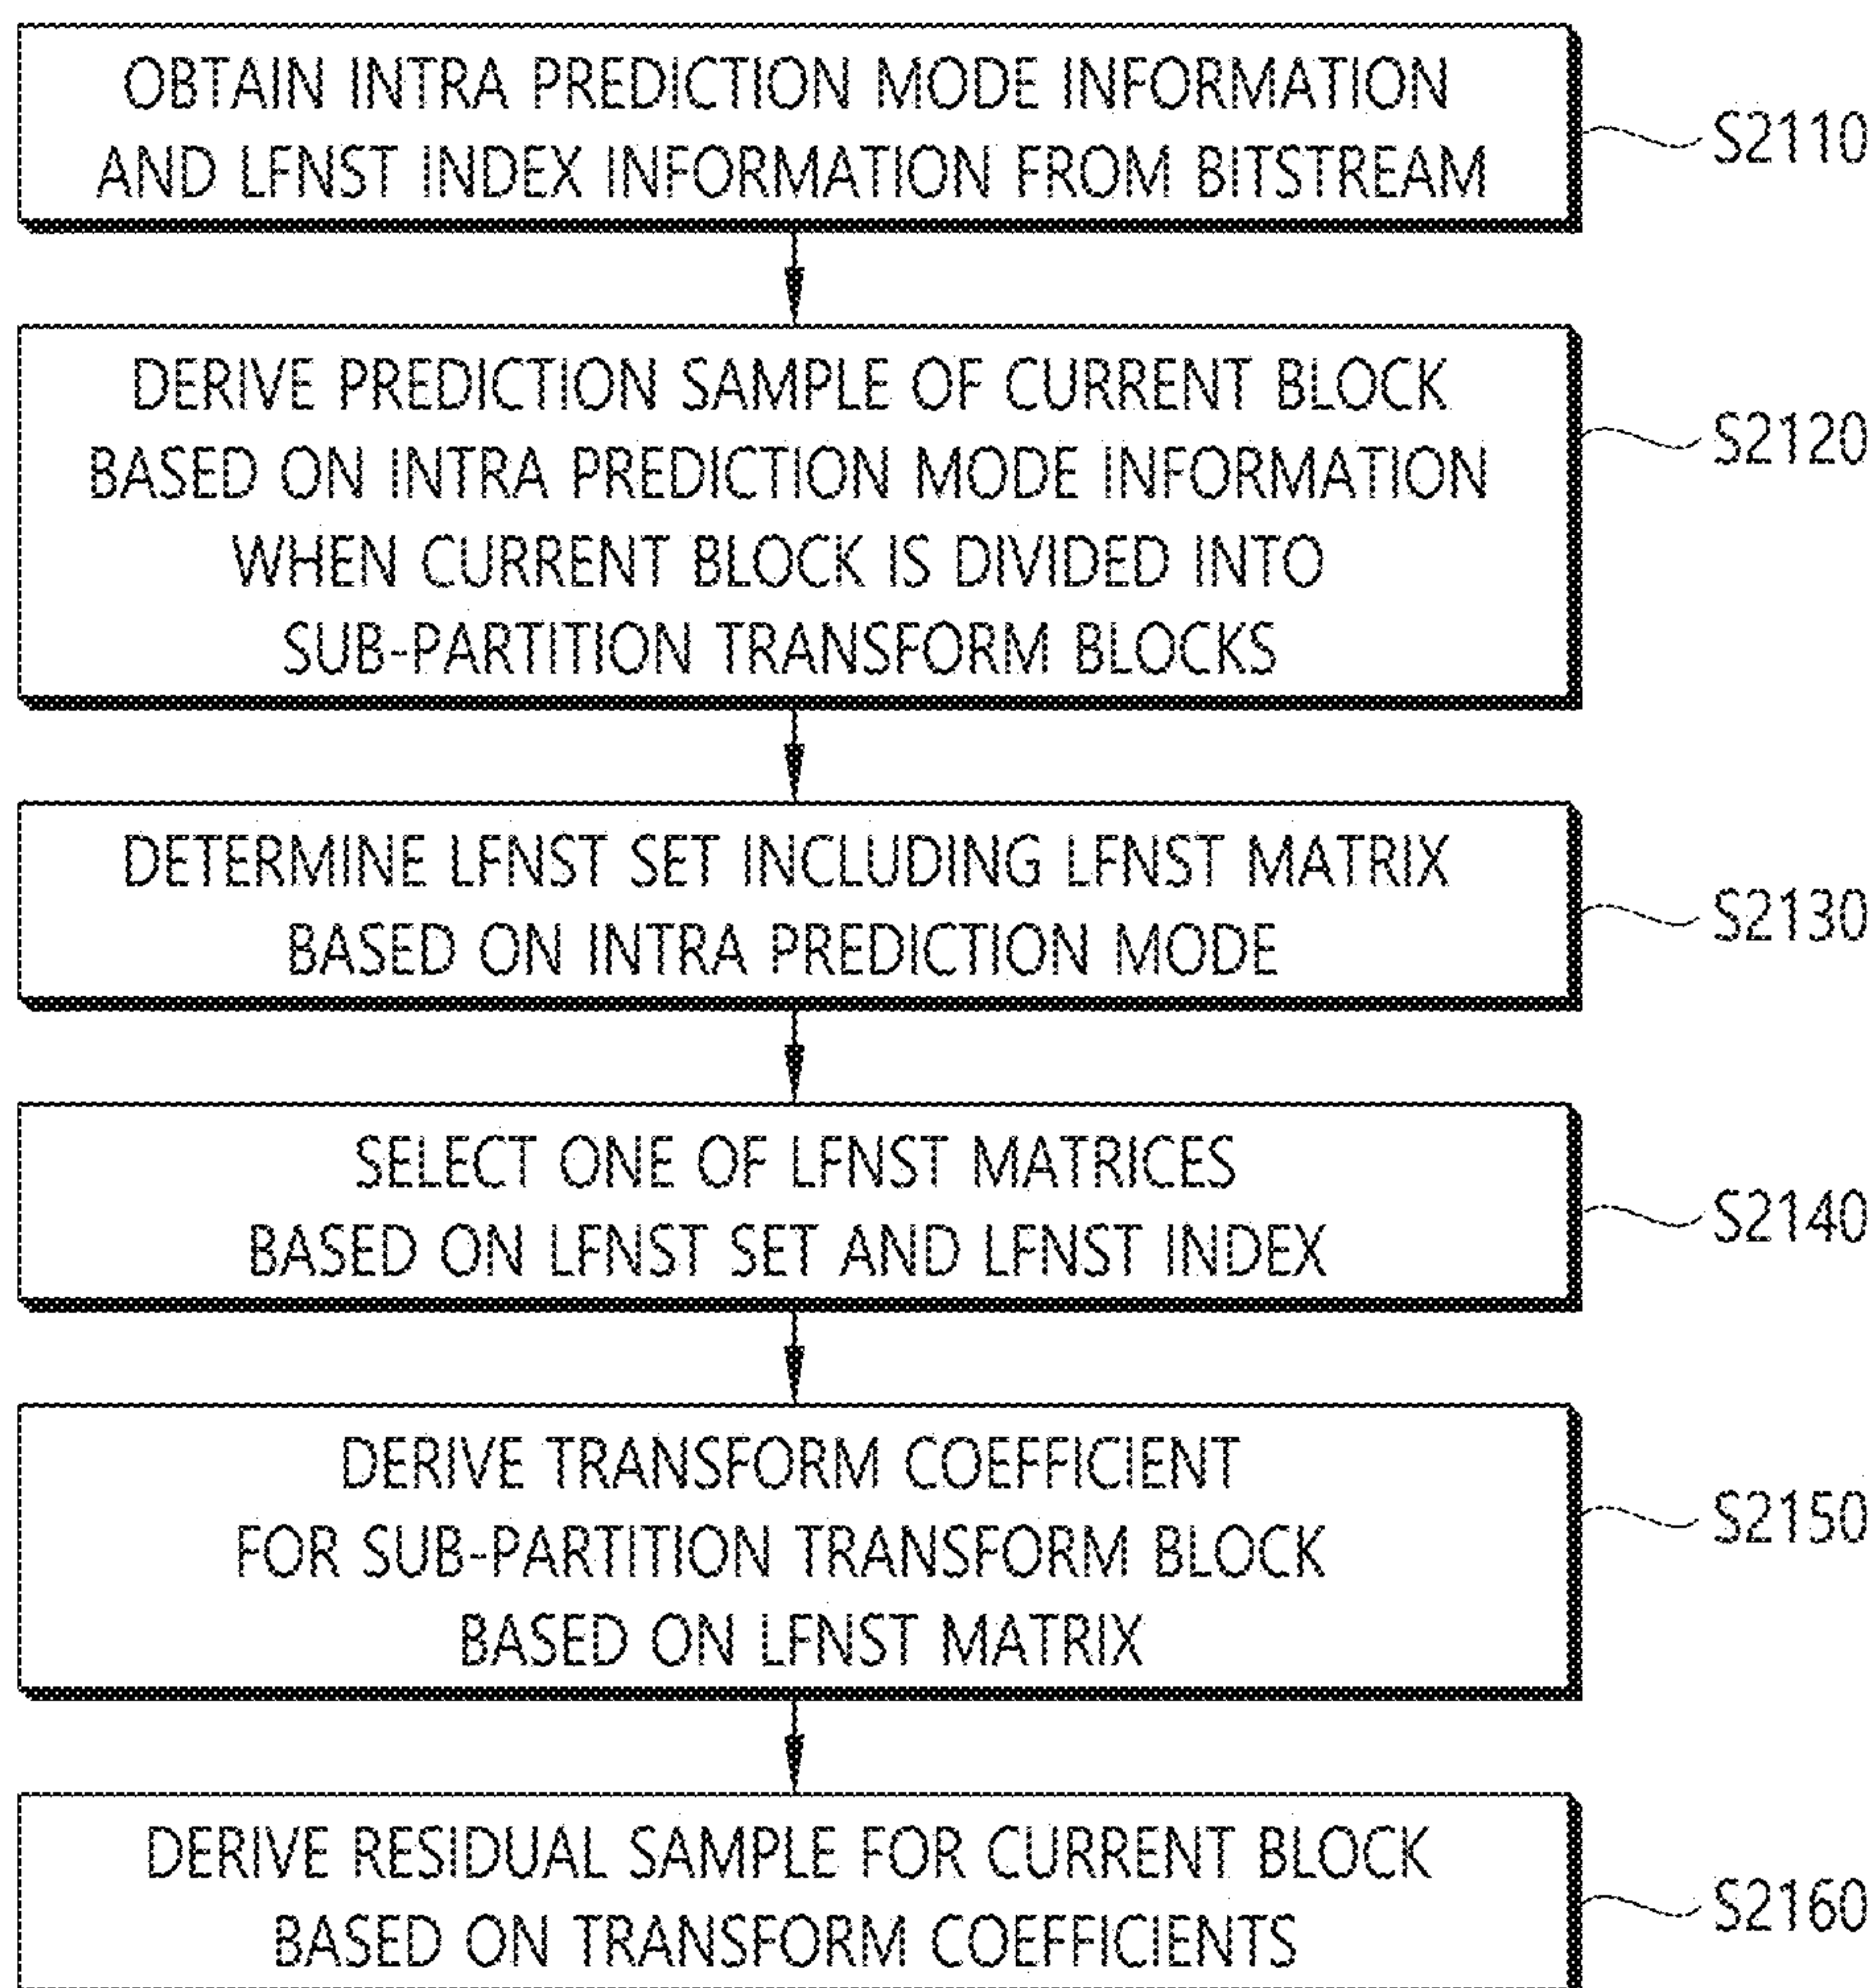 OBTAIN INTRA PREDICTION MODE INFORMATION
AND LFNST INDEX INFORMATION FROM BITSTREAM
S2110
DERIVE PREDICTION SAMPLE OF CURRENT BLOCK
BASED ON INTRA PREDICTION MODE INFORMATION
WHEN CURRENT BLOCK IS DIVIDED INTO
SUB-PARTITION TRANSFORM BLOCKS
S2120
DETERMINE LFNST SET INCLUDING LFNST MATRIX
BASED ON INTRA PREDICTION MODE
S2130
SELECT ONE OF LFNST MATRICES
BASED ON LFNST SET AND LFNST INDEX
S2140
DERIVE TRANSFORM COEFFICIENT
FOR SUB-PARTITION TRANSFORM BLOCK
BASED ON LFNST MATRIX
S2150
DERIVE RESIDUAL SAMPLE FOR CURRENT BLOCK
BASED ON TRANSFORM COEFFICIENTS
S2160